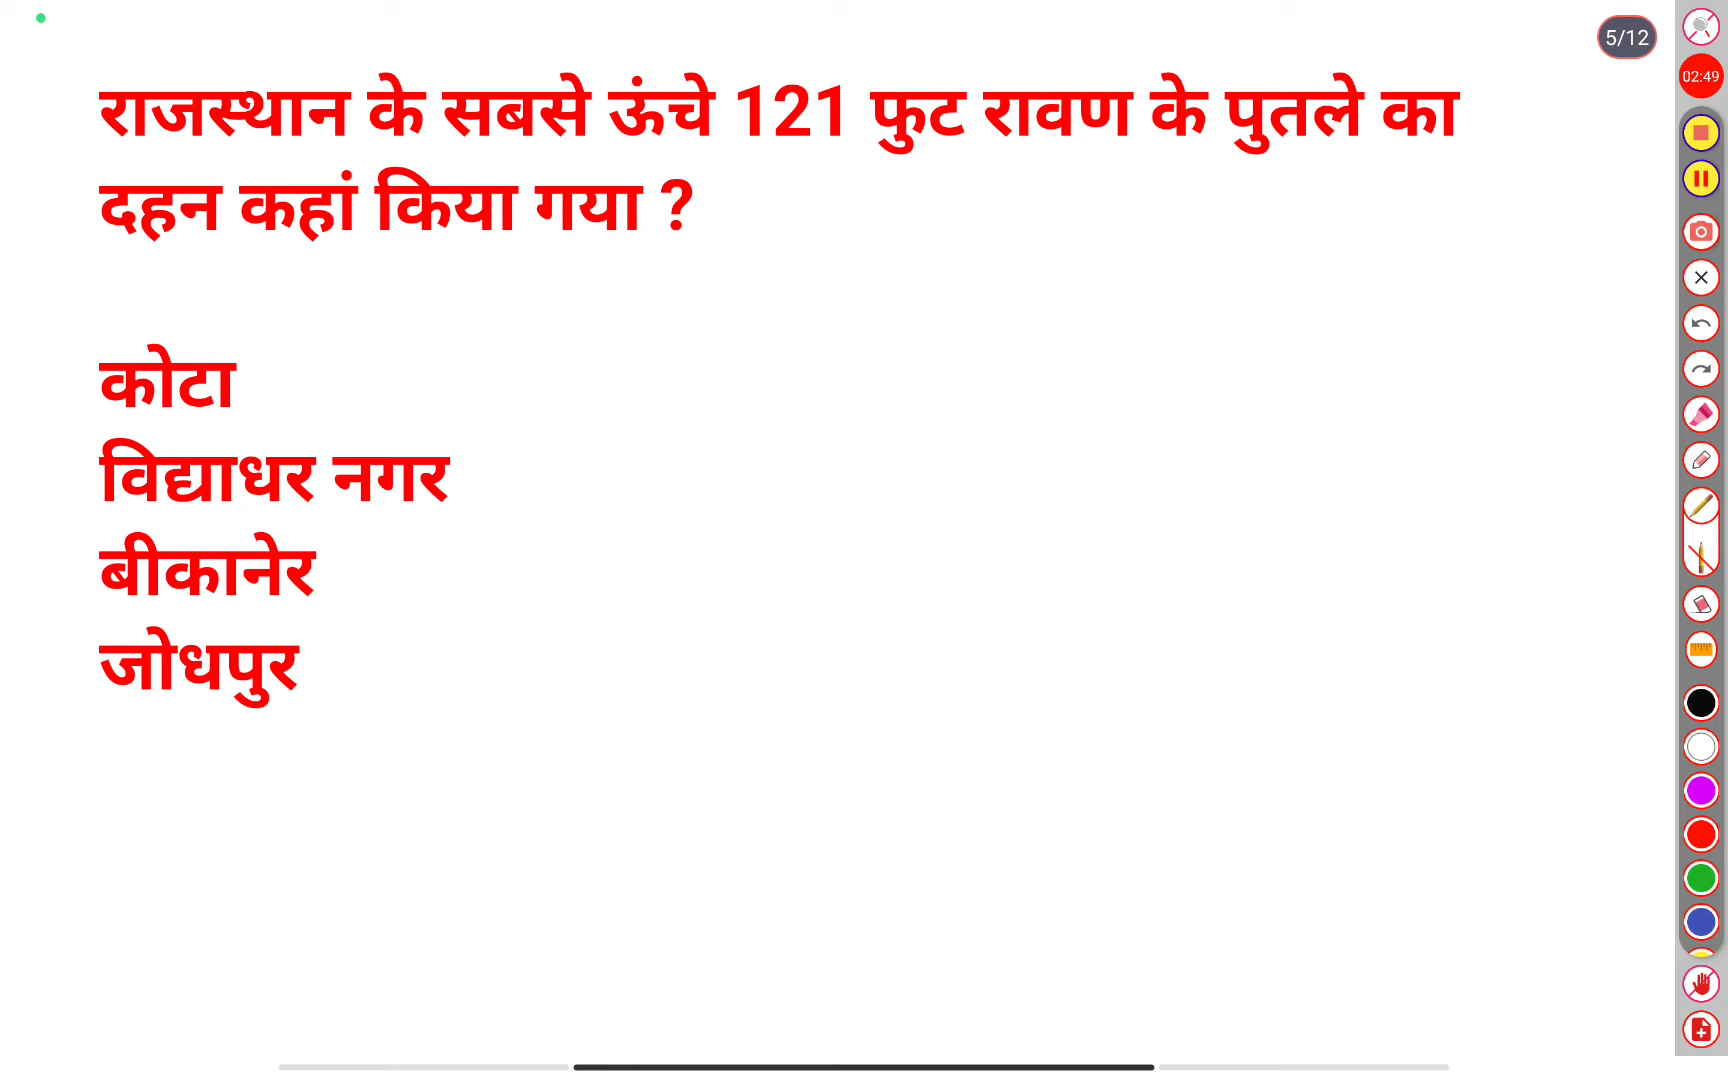 5/12
02:49
राजस्थान के सबसे ऊंचे 121 फुट रावण के पुतले का
दहन कहां किया गया ?
कोटा
विद्याधर नगर
बीकानेर
जोधपुर